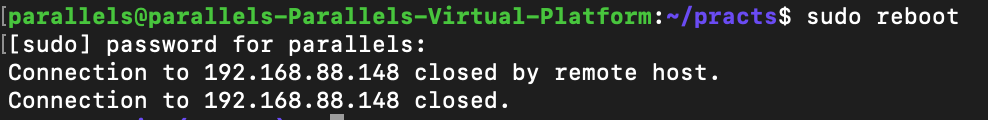 [parallels@parallels-Parallels-Virtual-Platform:~/practs$ sudo reboot
[[sudo] password for parallels:
Connection to 192.168.88.148 closed by remote host.
Connection to 192.168.88.148 closed.